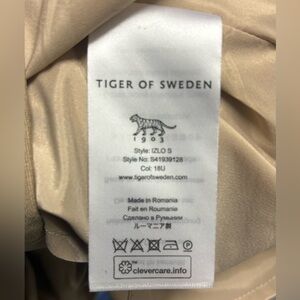 TIGER OF SWEDEN
1903
Style: IZLO S
Style No: S41939128
Col: 18U
www.tigerofsweden.com
Made in Romania
Fait en Roumanie
Сделано в Румынии
ルーマニア製
clevercare.info